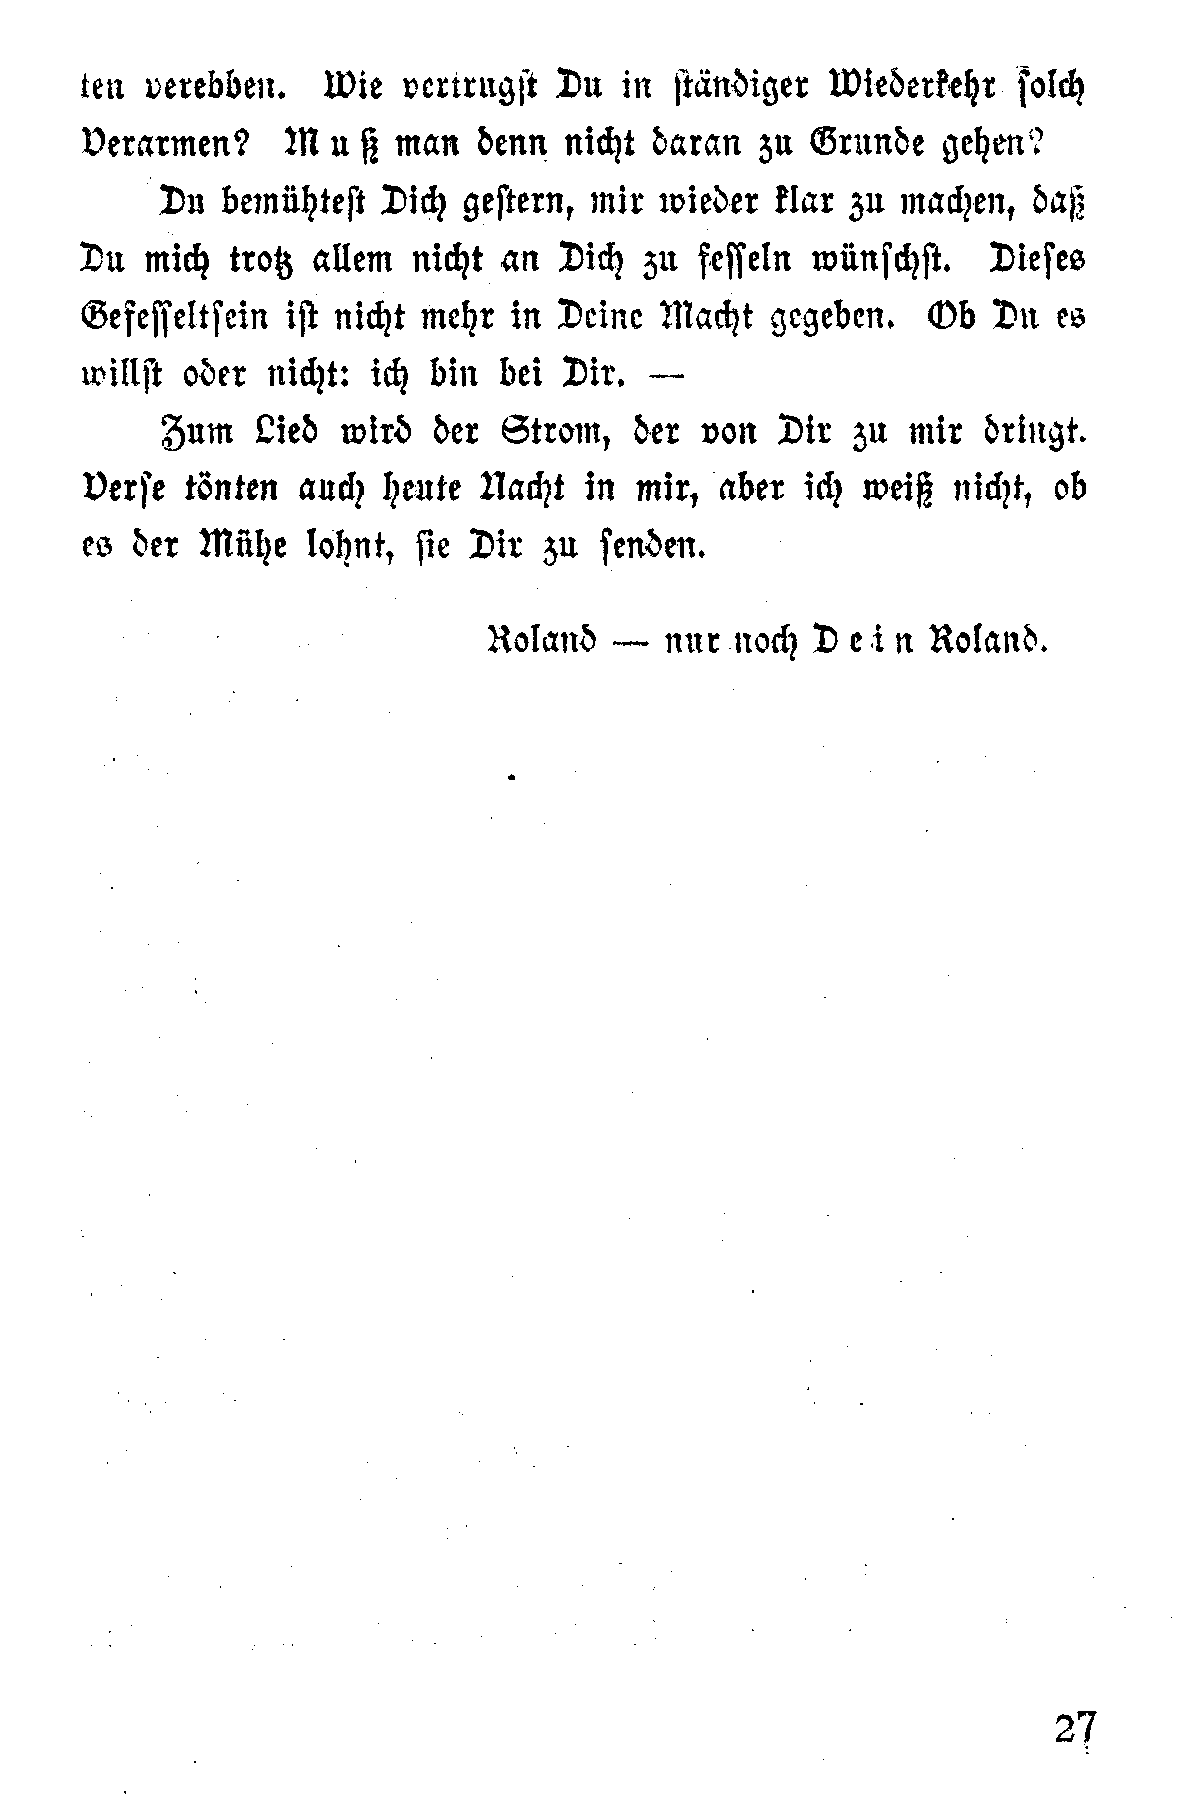 ten verebben. Wie vertrugst Du in ständiger Wiederkehr solch
Verarmen? Muß man denn nicht daran zu Grunde gehen?
Du bemühtest Dich gestern, mir wieder klar zu machen, daß
Du mich trotz allem nicht an Dich zu fesseln wünschst. Dieses
Gefesseltsein ist nicht mehr in Deine Macht gegeben. Ob Du es
willst oder nicht: ich bin bei Dir. —
Zum Lied wird der Strom, der von Dir zu mir dringt.
Verse tönten auch heute Nacht in mir, aber ich weiß nicht, ob
es der Mühe lohnt, sie Dir zu senden.
Roland — nur noch Dein Roland.
27